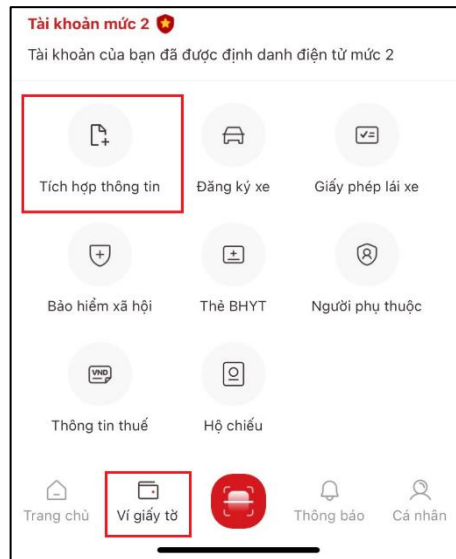 Tài khoản mức 2
Tài khoản của bạn đã được định danh điện tử mức 2
Tích hợp thông tin
Đăng ký xe
Giấy phép lái xe
Bảo hiểm xã hội
Thẻ BHYT
Người phụ thuộc
VND
Thông tin thuế
Hộ chiếu
Trang chủ
Ví giấy tờ
Thông báo
Cá nhân